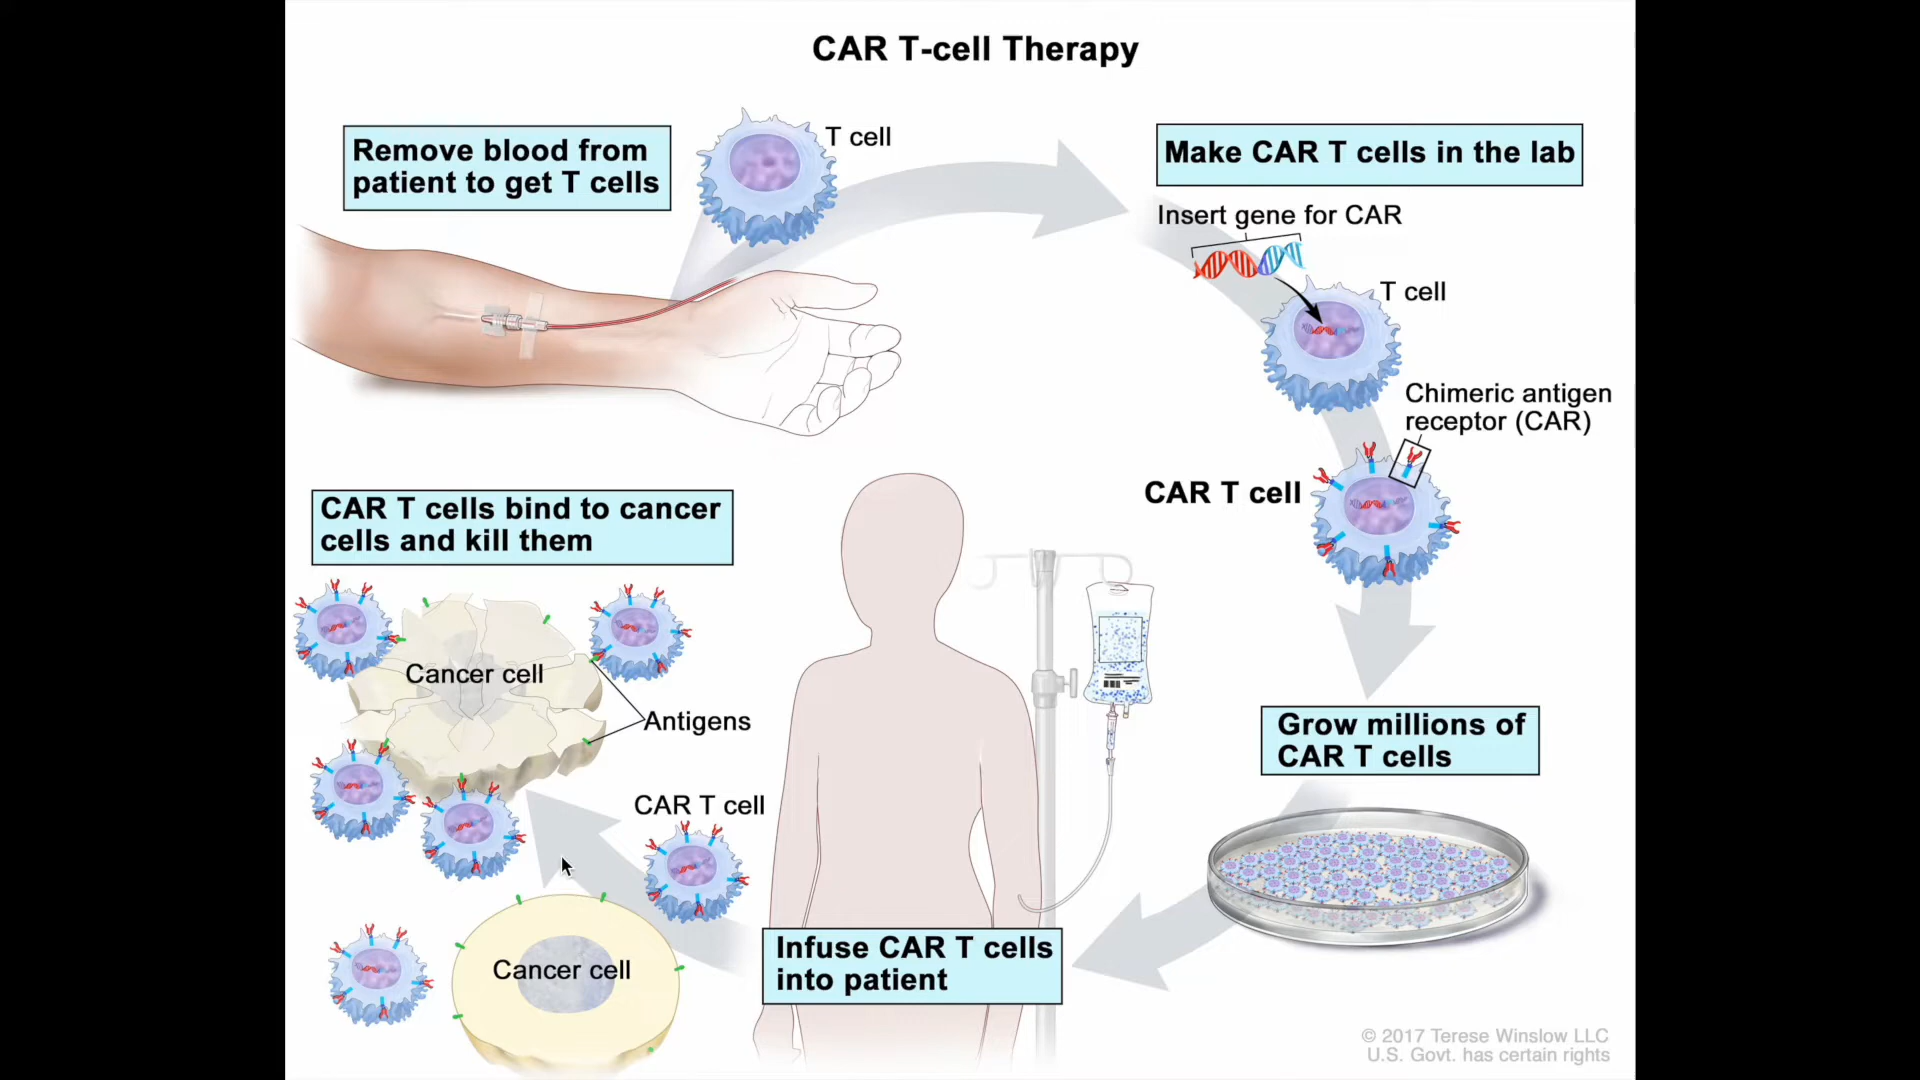 CAR T-cell Therapy
Remove blood from
patient to get T cells
T cell
Make CAR T cells in the lab
Insert gene for CAR
T cell
Chimeric antigen
receptor (CAR)
CAR T cell
Grow millions of
CAR T cells
Infuse CAR T cells
into patient
CAR T cell
CAR T cells bind to cancer
cells and kill them
Cancer cell
Antigens
Cancer cell
© 2017 Terese Winslow LLC
U.S. Govt. has certain rights